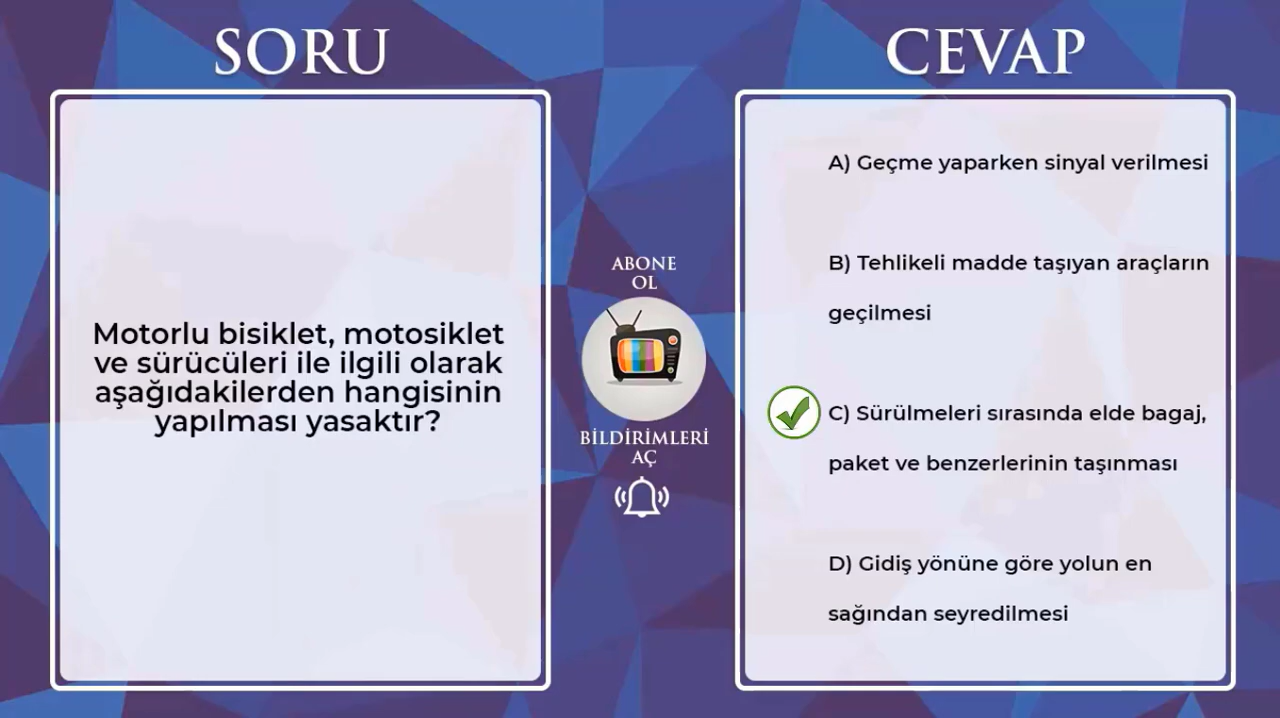 SORU
Motorlu bisiklet, motosiklet
ve sürücüleri ile ilgili olarak
aşağıdakilerden hangisinin
yapılması yasaktır?
ABONE
OL
BİLDİRİMLERİ
AÇ
CEVAP
A) Geçme yaparken sinyal verilmesi
B) Tehlikeli madde taşıyan araçların
geçilmesi
C) Sürülmeleri sırasında elde bagaj,
paket ve benzerlerinin taşınması
D) Gidiş yönüne göre yolun en
sağından seyredilmesi